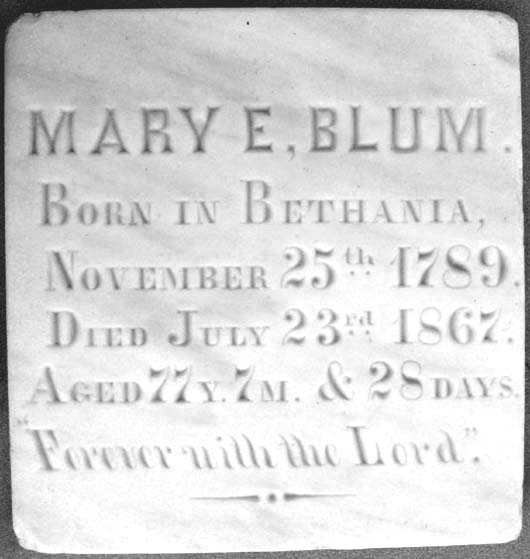 MARY E, BLUM.
BORN IN BETHANIA,
NOVEMBER 25th 1789.
DIED JULY 23rd 1867.
AGED 77Y. 7M. & 28 DAYS.
"Forever with the Lord".